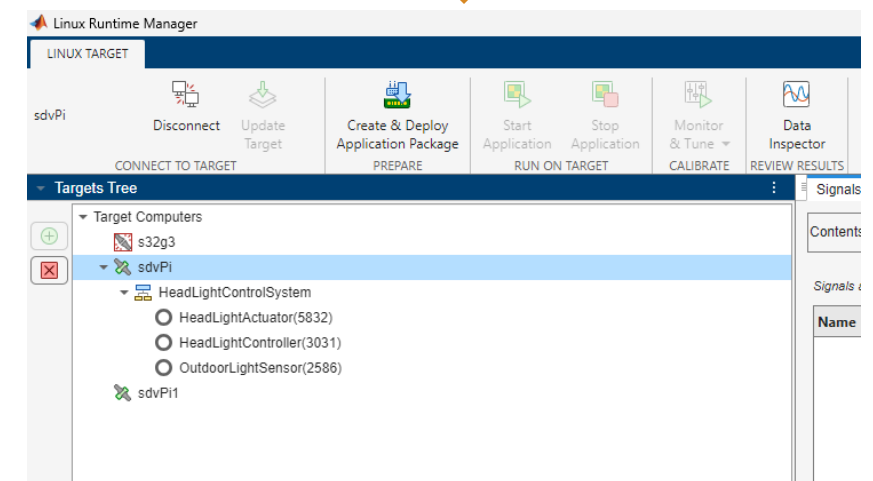 Linux Runtime Manager
LINUX TARGET
sdvPi
Disconnect
Update
Target
CONNECT TO TARGET
Create & Deploy
Application Package
PREPARE
Start
Application
Stop
Application
RUN ON TARGET
Monitor
& Tune
CALIBRATE
Data
Inspector
REVIEW RESULTS
Targets Tree
Target Computers
s32g3
sdvPi
HeadLightControlSystem
HeadLightActuator(5832)
HeadLightController(3031)
OutdoorLightSensor(2586)
sdvPi1
Signals
Contents
Signals
Name